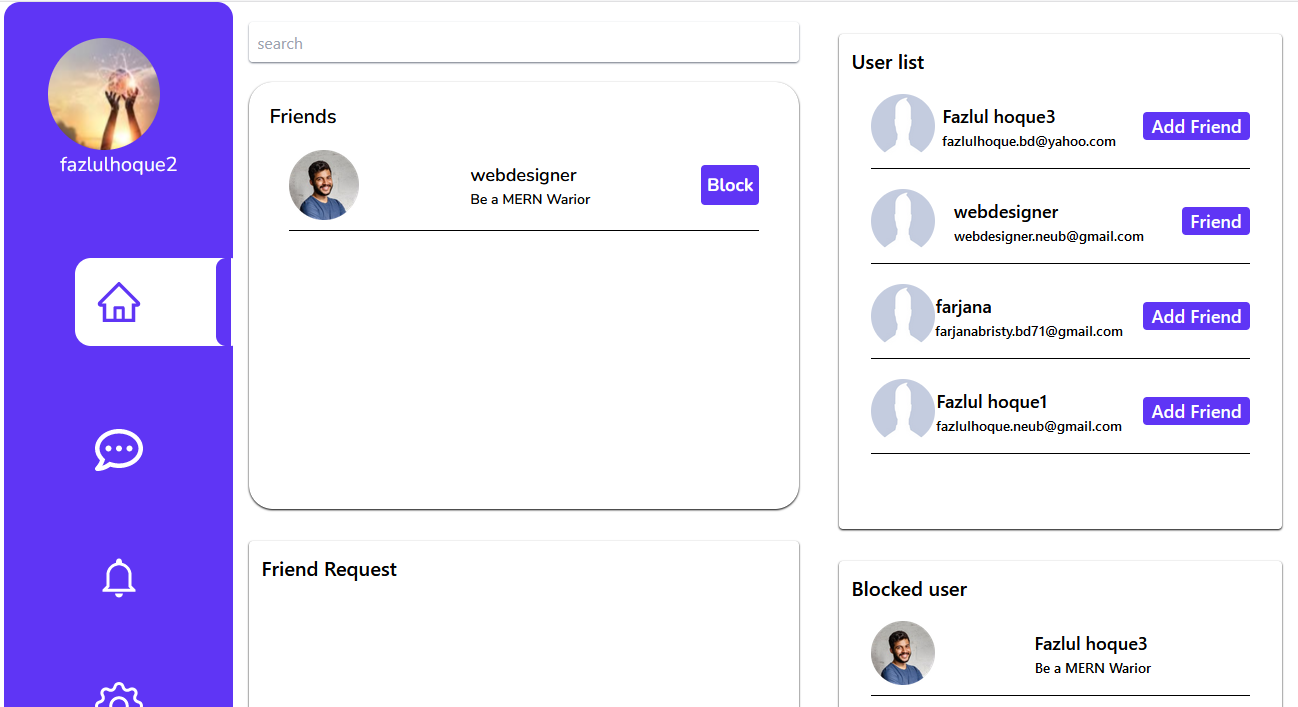 fazlulhoque2
search
Friends
webdesigner
Be a MERN Warior
Block
Friend Request
User list
Fazlul hoque3
fazlulhoque.bd@yahoo.com
Add Friend
webdesigner
webdesigner.neub@gmail.com
Friend
farjana
farjanabristy.bd71@gmail.com
Add Friend
Fazlul hoque1
fazlulhoque.neub@gmail.com
Add Friend
Blocked user
Fazlul hoque3
Be a MERN Warior